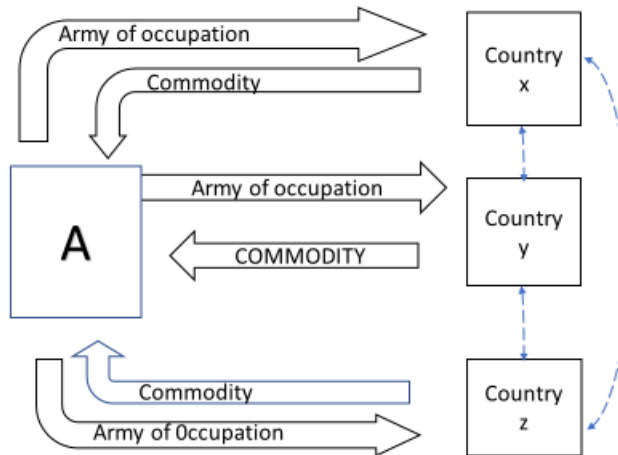 Army of occupation
Country
x
Commodity
A
Army of occupation
Country
y
COMMODITY
Commodity
Country
z
Army of 0ccupation